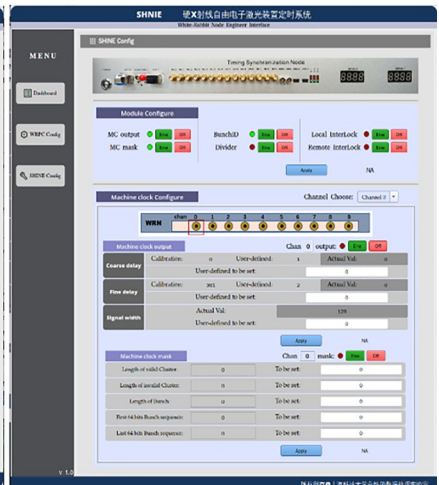 SHNIE 硬X射线自由电子激光装置定时系统
White-Rabbit Node Engineer Interface
MENU
SHINE Config
Timing Synchronization Node
Dashboard
WRPC Config
SHINE Config
Module Configure
MC output Ena Off BunchID Ena Off Local InterLock Ena Off
MC mask Ena Off Divider Ena Off Remote InterLock Ena Off
Apply NA
Machine clock Configure Channel Choose: Channel 0
WRN chan 0 1 2 3 4 5 6 7 8 9
Machine clock output Chan 0 output: Ena Off
Coarse delay Calibration: 0 User-defined: 1 Actual Val: 0
User-defined to be set: 0
Fine delay Calibration: User-defined: 2 Actual Val: 0
User-defined to be set: 0
Signal width Actual Val:
User-defined to be set: 0
Apply NA
Machine clock mask Chan 0 mask: Ena Off
Length of valid Cluster: 0 To be set: 0
Length of invalid Cluster: 0 To be set: 0
Length of Bunch: 0 To be set: 0
First 64 bits Bunch sequence: 0 To be set: 0
Last 64 bits Bunch sequence: 0 To be set: 0
Apply NA
v 1.0